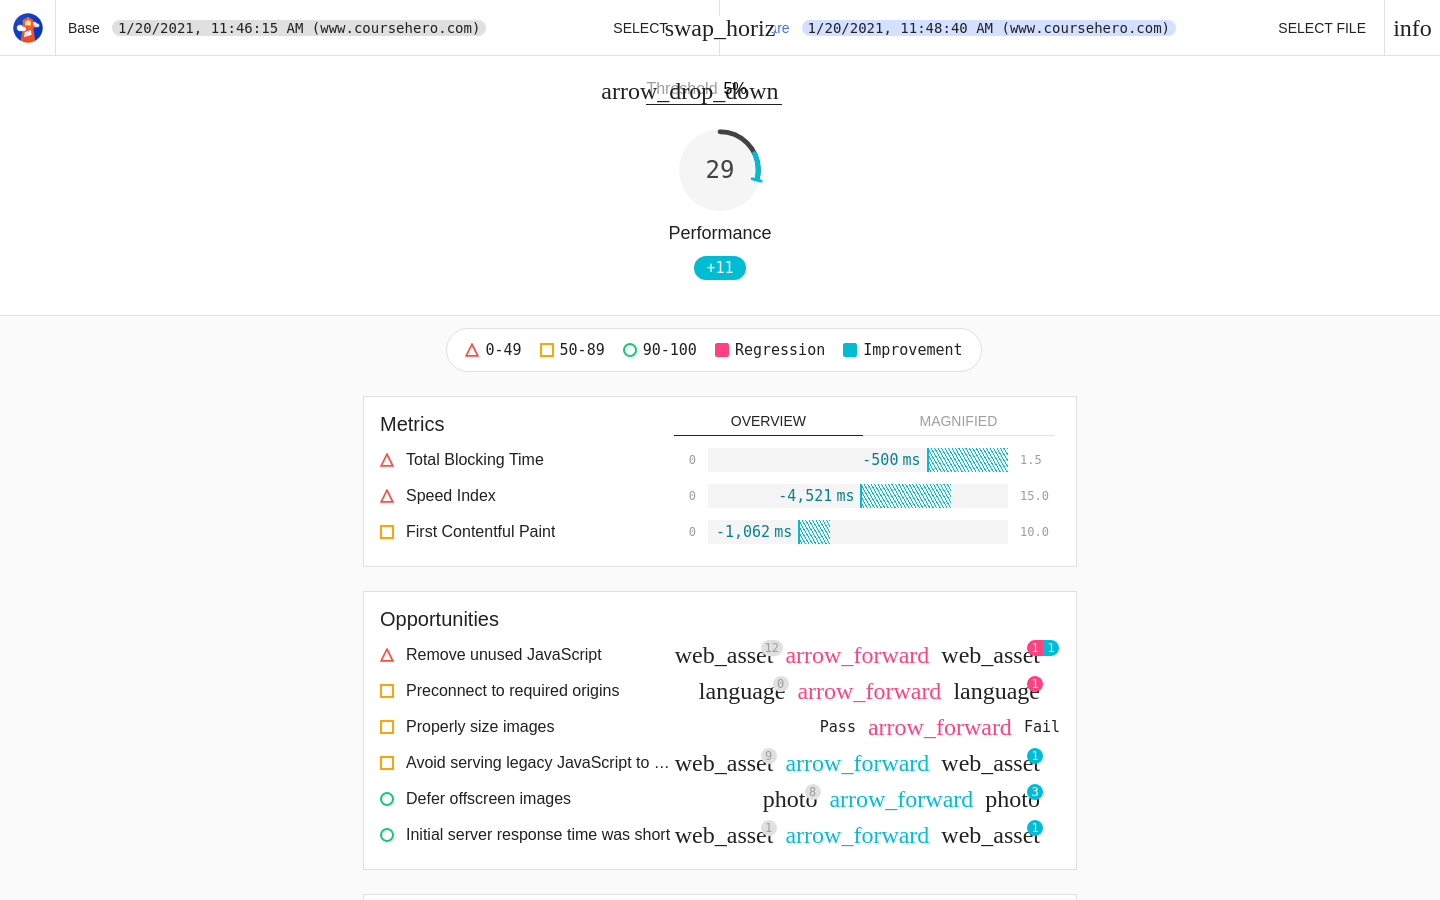 Base 1/20/2021, 11:46:15 AM (www.coursehero.com) SELECT swap_horiz are 1/20/2021, 11:48:40 AM (www.coursehero.com) SELECT FILE info
Threshold 5%
arrow_drop_down
29
Performance
+11
0-49 50-89 90-100 Regression Improvement
Metrics OVERVIEW MAGNIFIED
Total Blocking Time 0 -500 ms 1.5
Speed Index 0 -4,521 ms 15.0
First Contentful Paint 0 -1,062 ms 10.0
Opportunities
Remove unused JavaScript web_asset 12 arrow_forward web_asset 1 1
Preconnect to required origins language 0 arrow_forward language 1
Properly size images Pass arrow_forward Fail
Avoid serving legacy JavaScript to … web_asset 9 arrow_forward web_asset 1
Defer offscreen images photo 8 arrow_forward photo 3
Initial server response time was short web_asset 1 arrow_forward web_asset 1